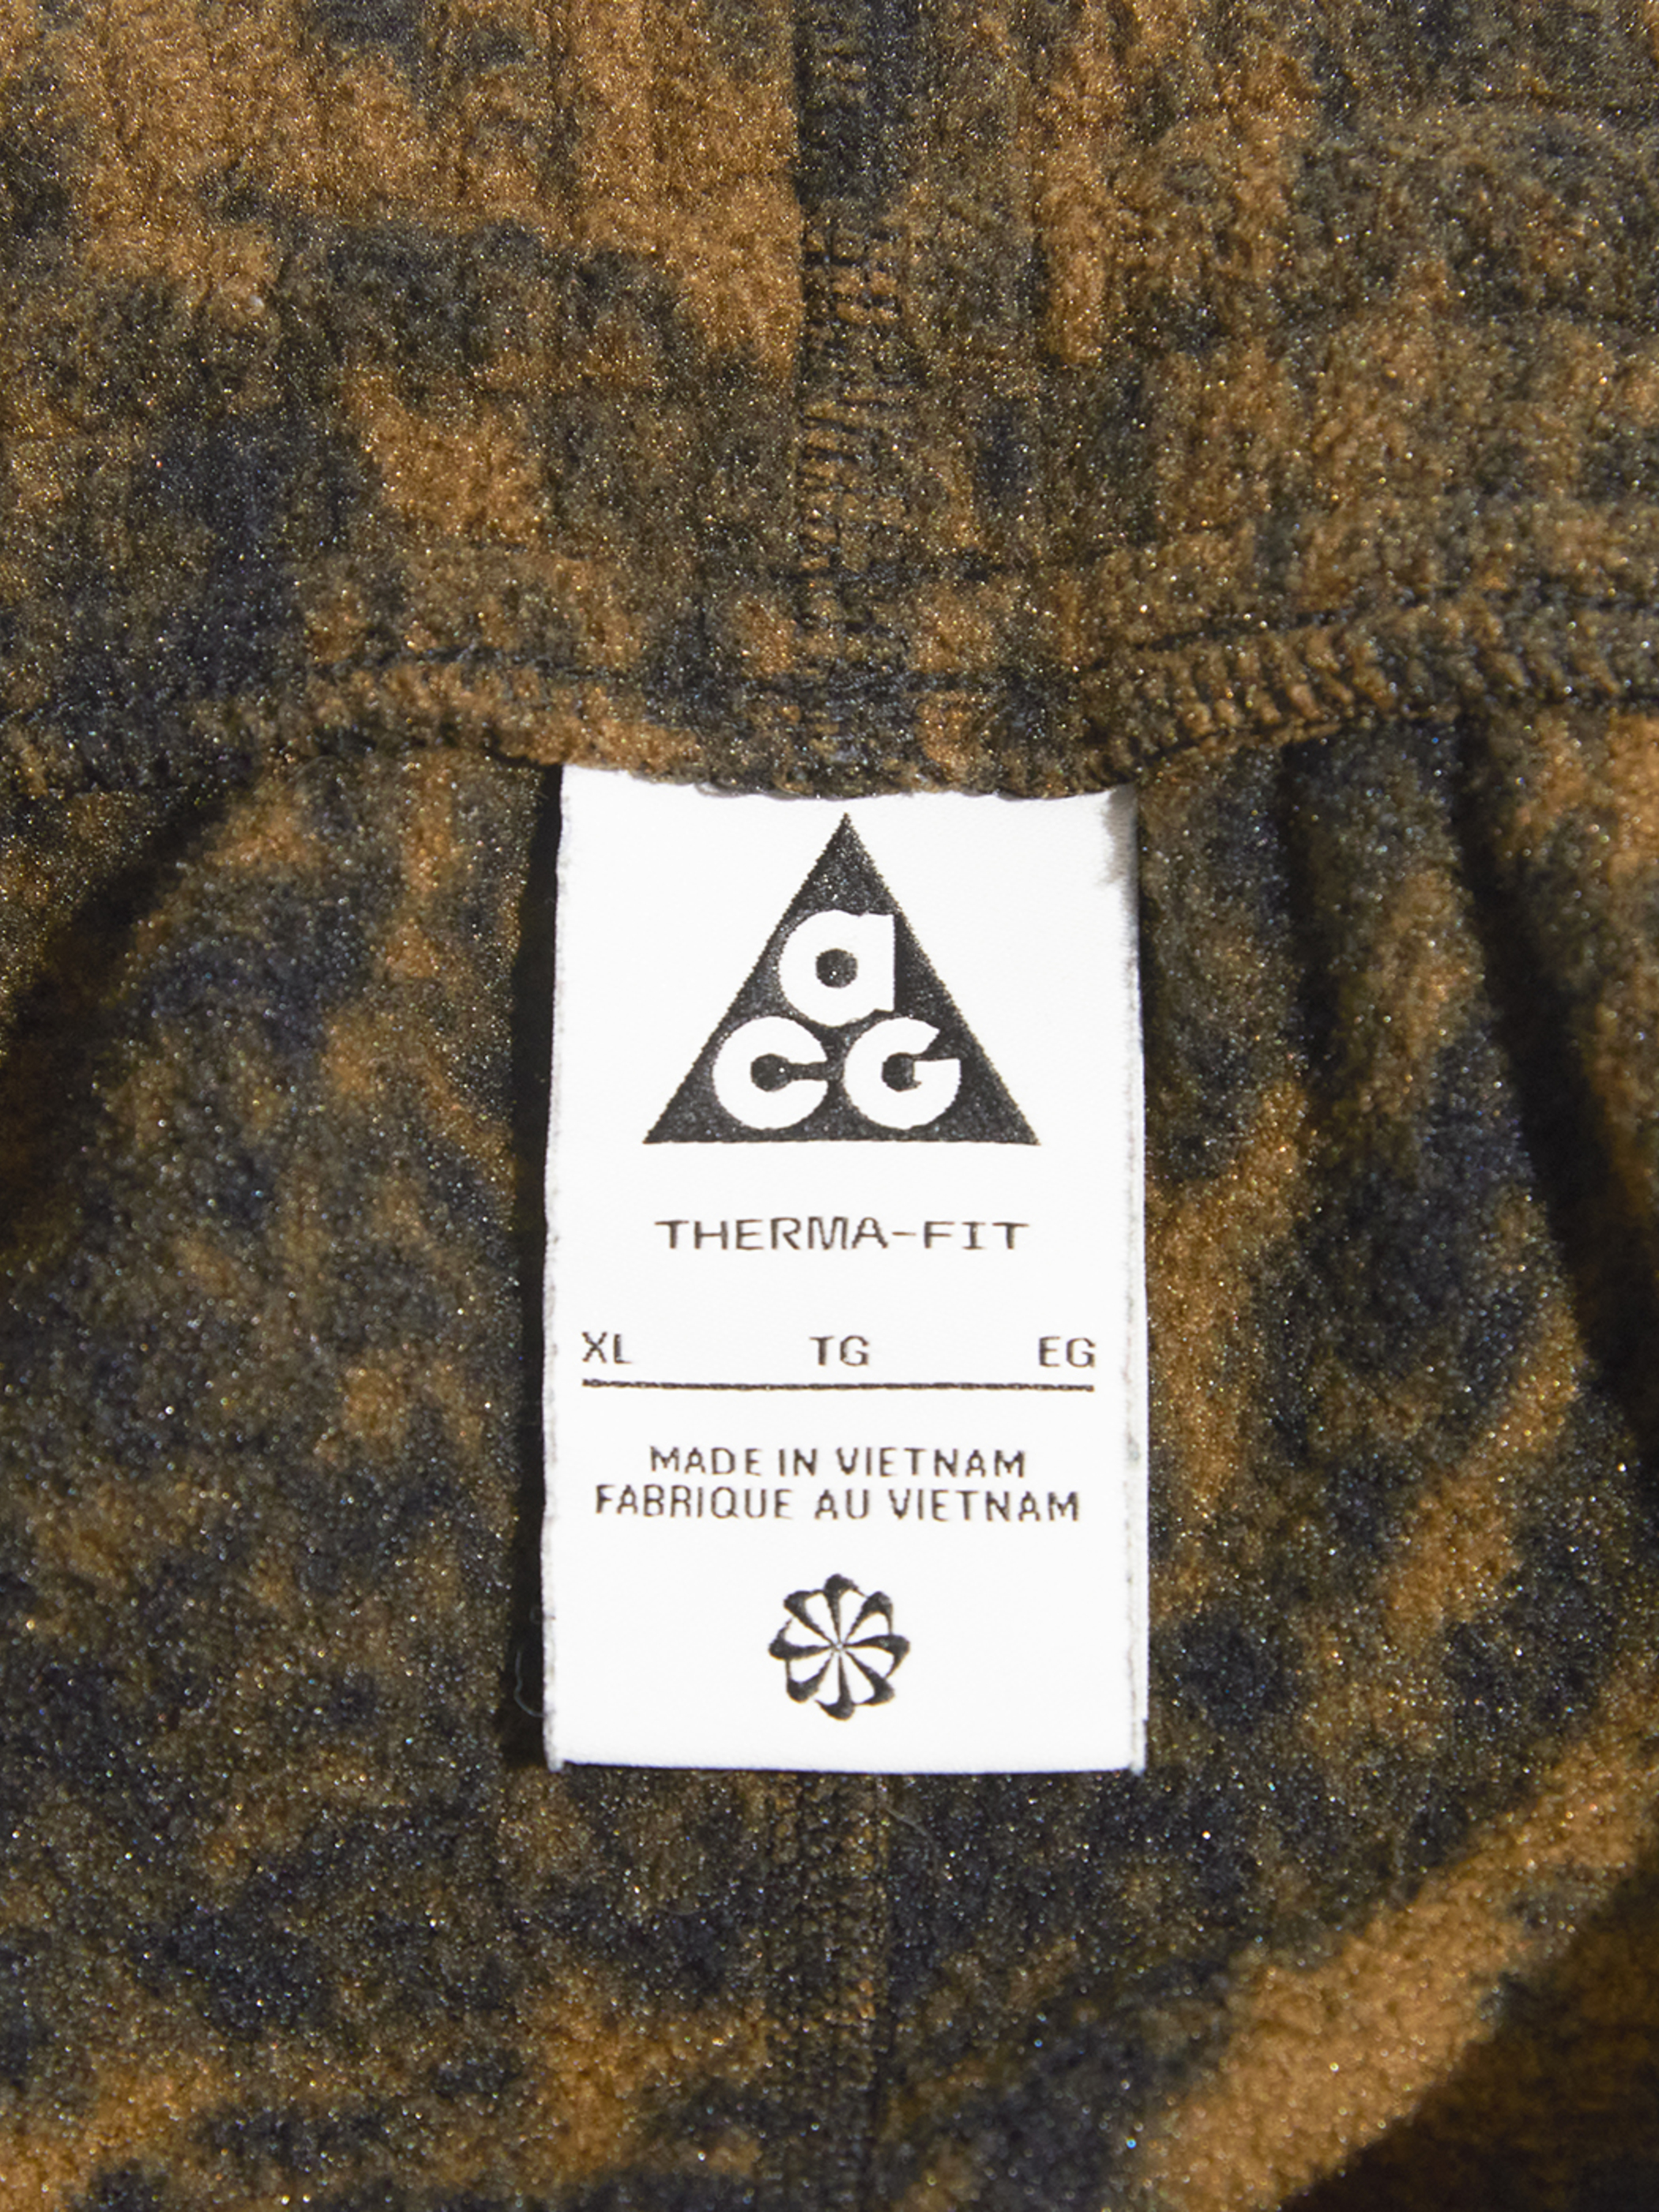 aCG
THERMA-FIT
XL TG EG
MADE IN VIETNAM
FABRIQUE AU VIETNAM